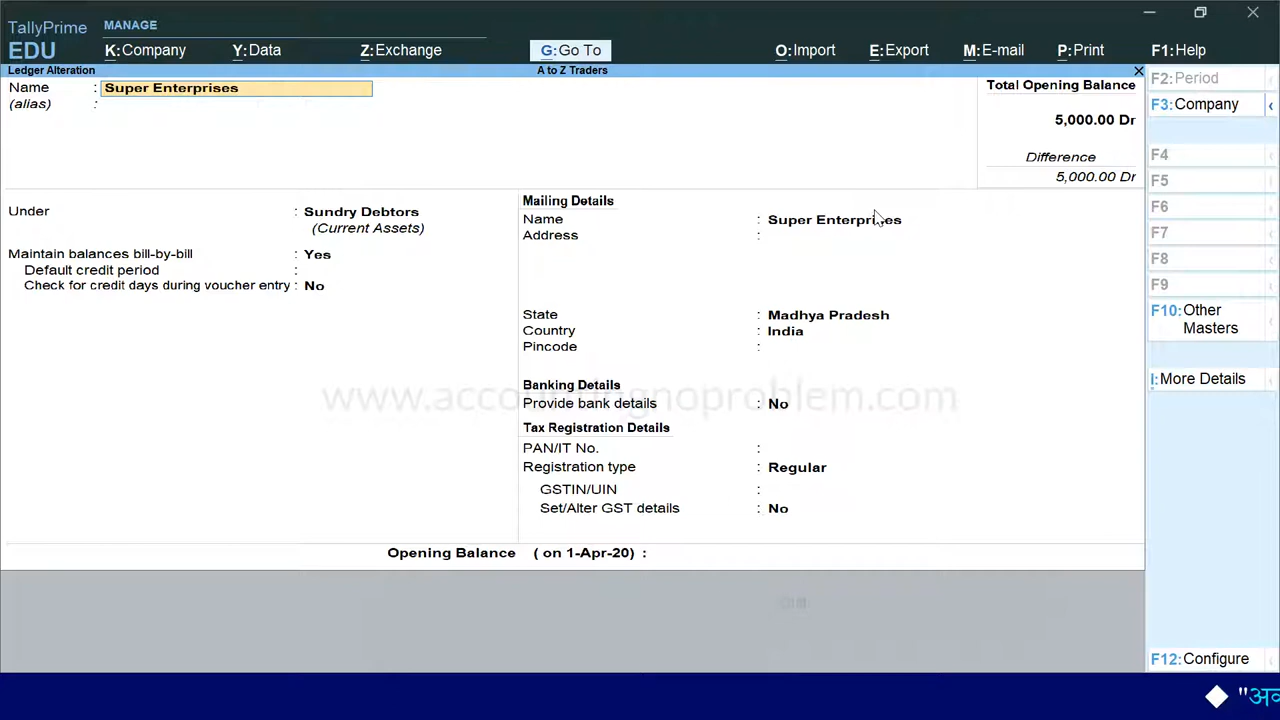 TallyPrime
EDU
MANAGE
K:Company
Y:Data
Z:Exchange
G:Go To
O:Import
E:Export
M:E-mail
P:Print
F1:Help
Ledger Alteration
A to Z Traders
Name : Super Enterprises
(alias) :
Total Opening Balance
5,000.00 Dr
Difference
5,000.00 Dr
Under : Sundry Debtors
(Current Assets)
Maintain balances bill-by-bill : Yes
Default credit period :
Check for credit days during voucher entry : No
Mailing Details
Name : Super Enterprises
Address :
State : Madhya Pradesh
Country : India
Pincode :
Banking Details
Provide bank details : No
Tax Registration Details
PAN/IT No. :
Registration type : Regular
GSTIN/UIN :
Set/Alter GST details : No
Opening Balance ( on 1-Apr-20) :
www.accountingnoproblem.com
F2:Period
F3:Company
F4
F5
F6
F7
F8
F9
F10:Other
Masters
I:More Details
F12:Configure